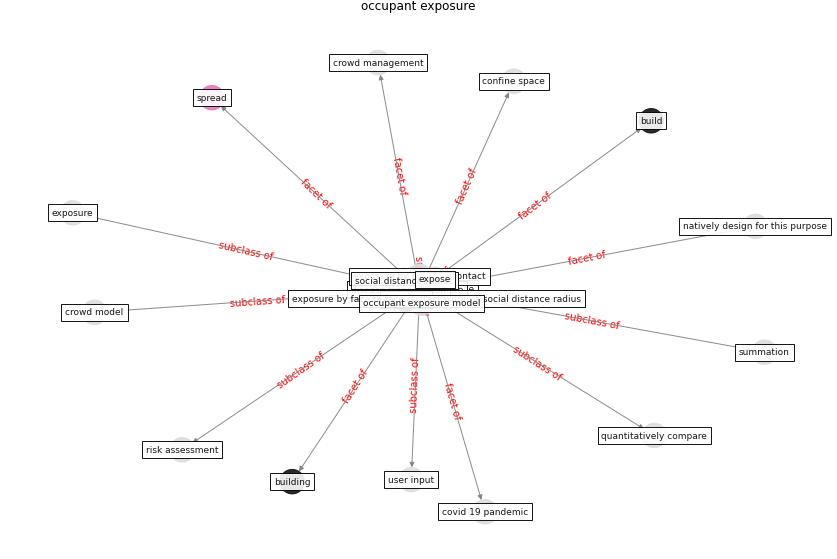 occupant exposure
crowd management
confine space
spread
build
facet of
facet of
facet of
facet of
exposure
natively design for this purpose
subclass of
facet of
social distanc
expose
ontact
exposure by fa
social distance radius
occupant exposure model
crowd model
subclass of
subclass of
summation
subclass of
facet of
subclass of
facet of
subclass of
risk assessment
quantitatively compare
building
user input
covid 19 pandemic